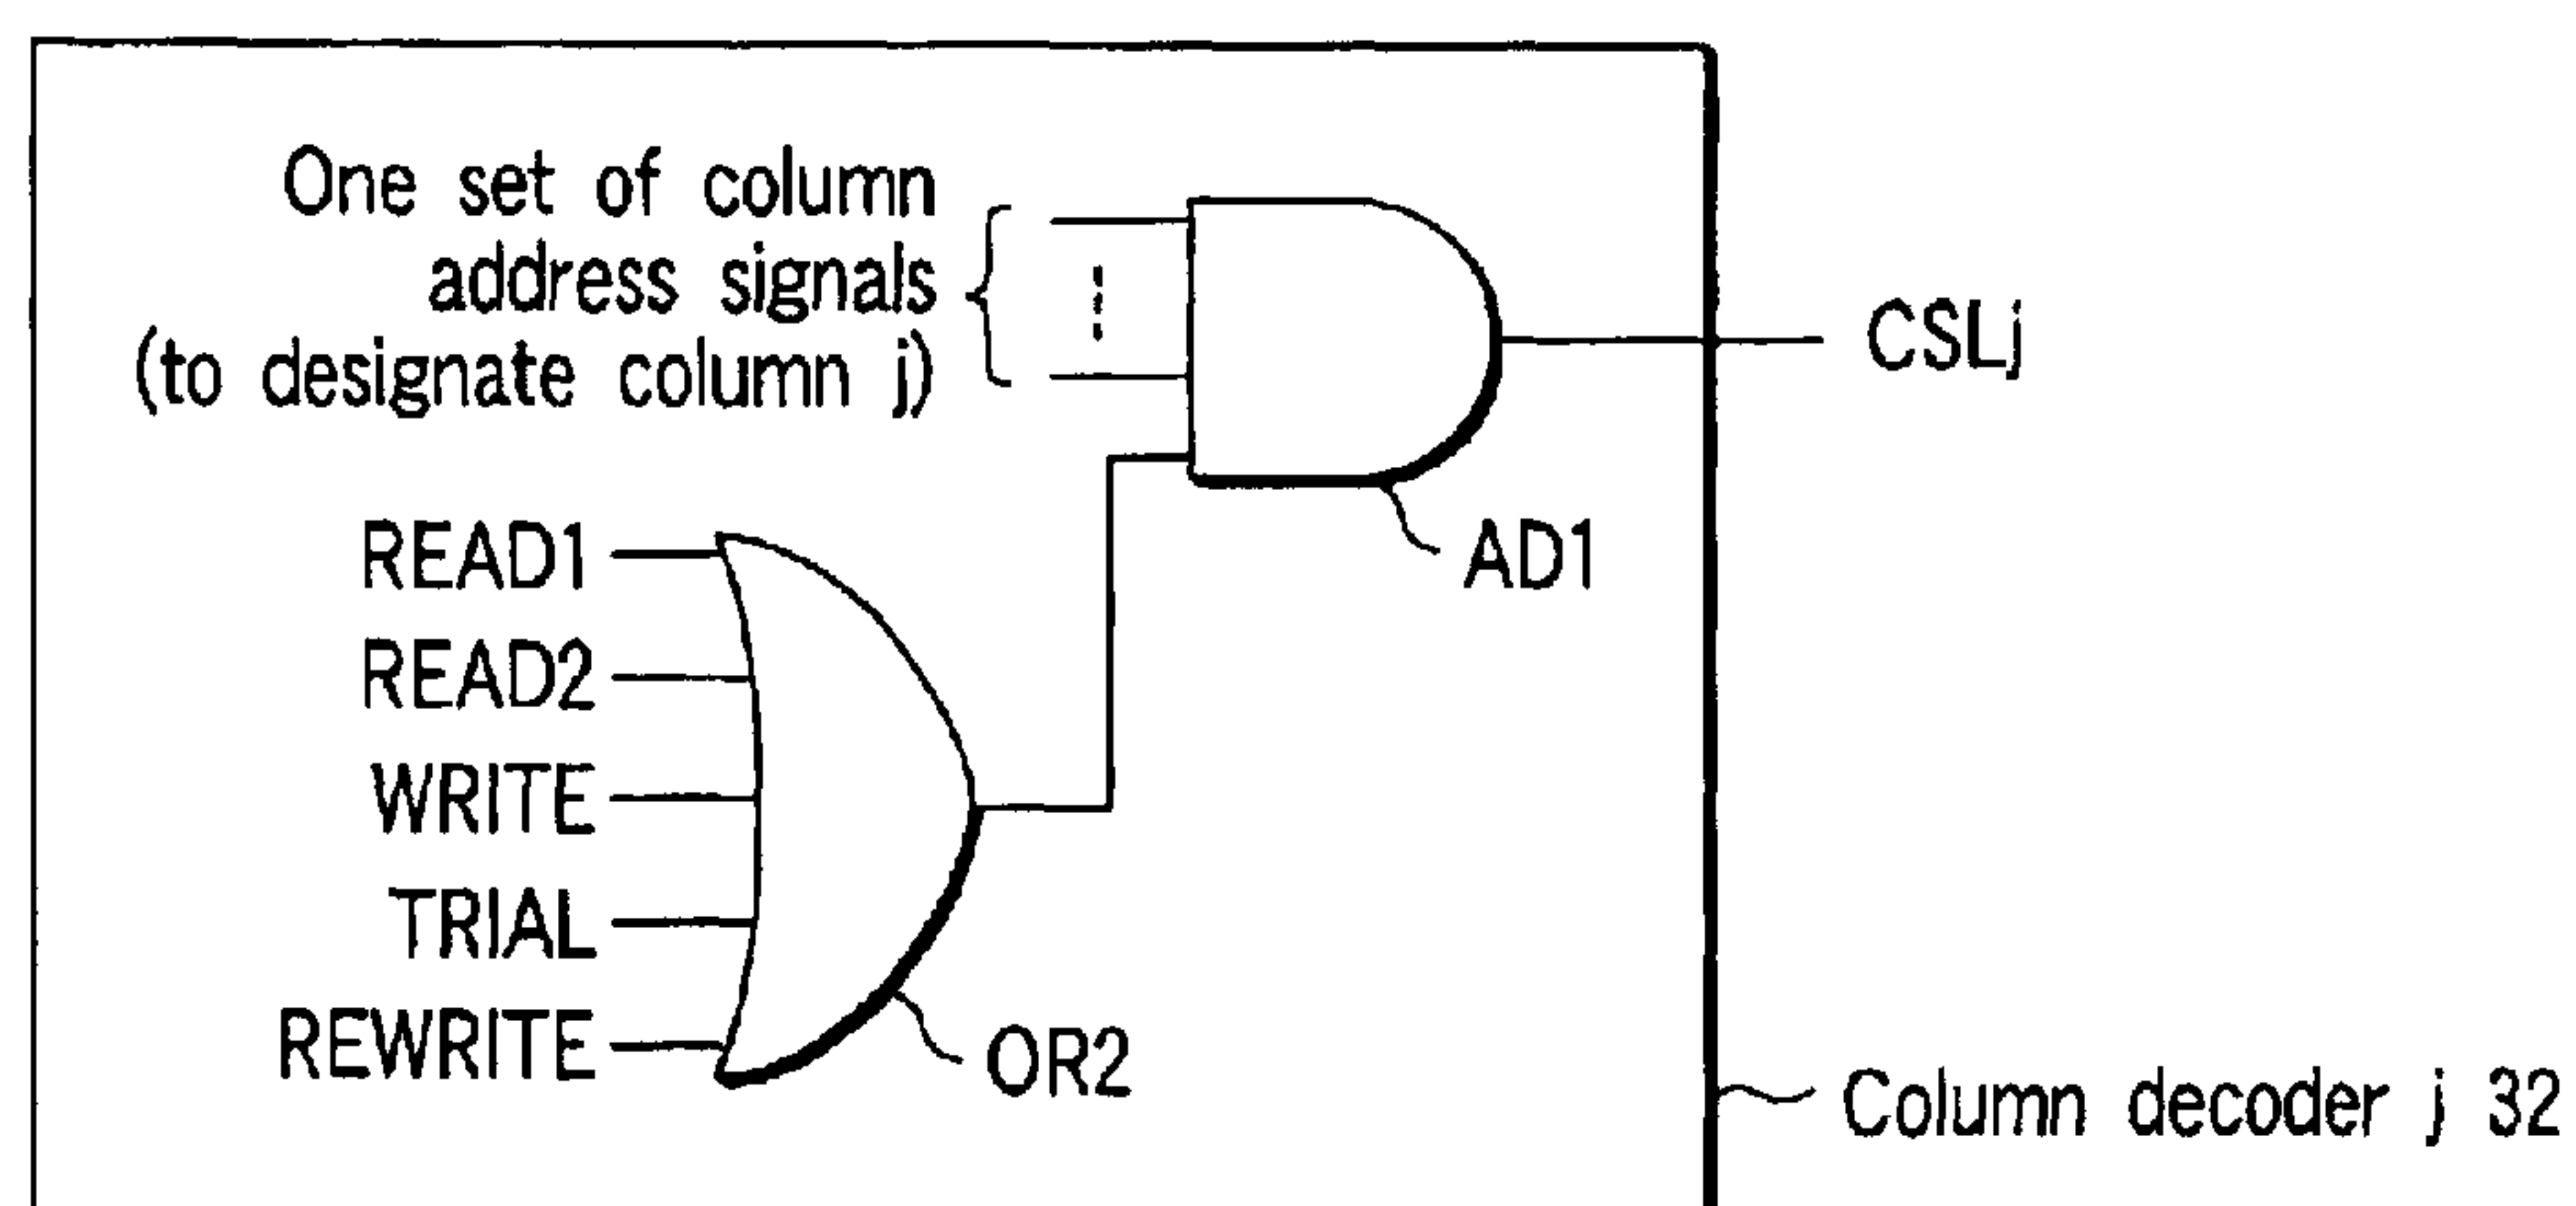 One set of column
address signals
(to designate column j)
CSLj
AD1
READ1
READ2
WRITE
TRIAL
REWRITE
OR2
Column decoder j 32